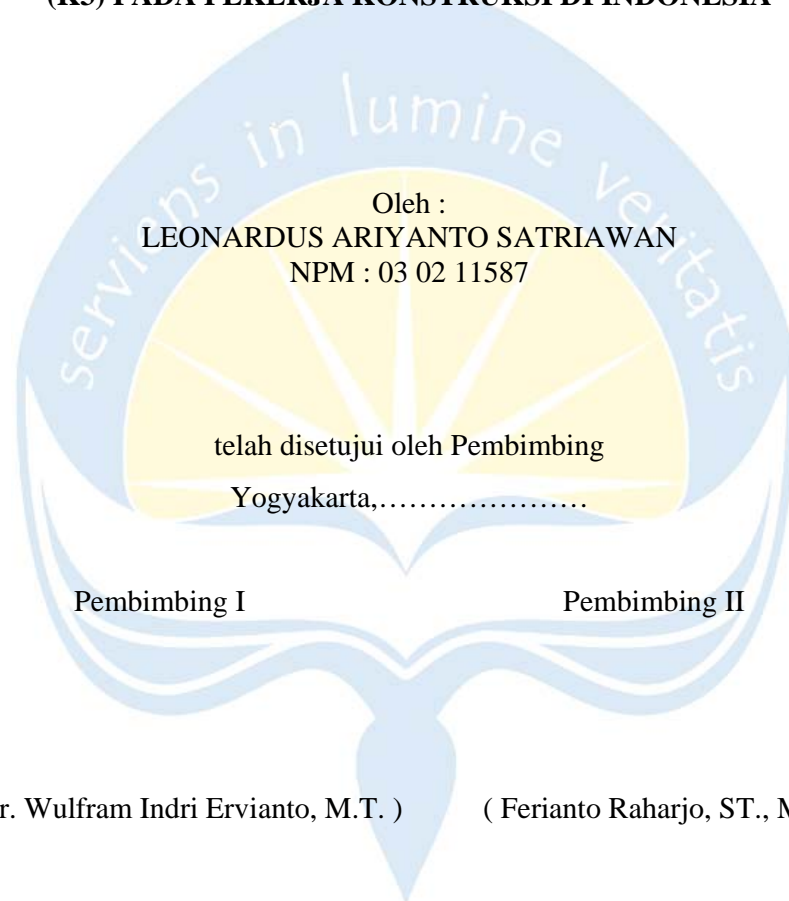 (K3) PADA PEKERJA KONSTRUKSI DI INDONESIA
serviens in lumine veritatis
Oleh :
LEONARDUS ARIYANTO SATRIAWAN
NPM : 03 02 11587
telah disetujui oleh Pembimbing
Yogyakarta,…………………
Pembimbing I Pembimbing II
r. Wulfram Indri Ervianto, M.T. ) ( Ferianto Raharjo, ST., M